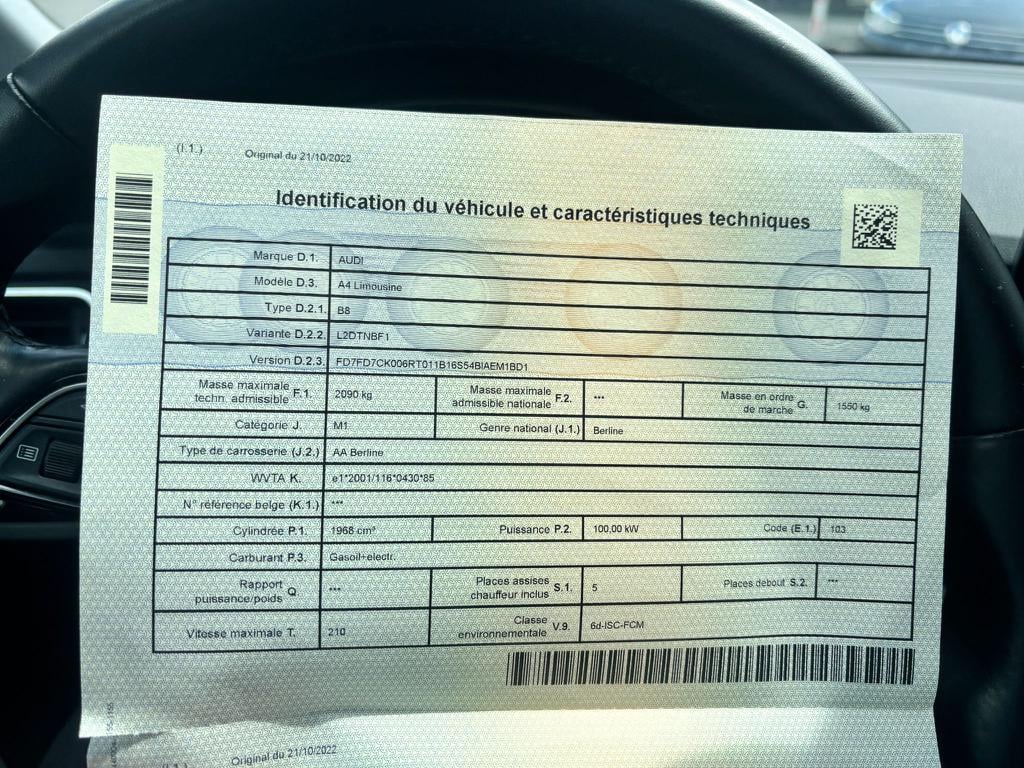 (I.1.) Original du 21/10/2022
Identification du véhicule et caractéristiques techniques
Marque D.1. AUDI
Modèle D.3. A4 Limousine
Type D.2.1. B8
Variante D.2.2. L2DTNBF1
Version D.2.3. FD7FD7CK006RT011B16S54BIAEM1BD1
Masse maximale techn. admissible F.1. 2090 kg Masse maximale admissible nationale F.2. *** Masse en ordre de marche G. 1550 kg
Catégorie J. M1 Genre national (J.1.) Berline
Type de carrosserie (J.2.) AA Berline
WVTA K. e1*2001/116*0430*85
N° référence belge (K.1.) ***
Cylindrée P.1. 1968 cm³ Puissance P.2. 100,00 kW Code (E.1.) 103
Carburant P.3. Gasoil+electr.
Rapport puissance/poids Q. *** Places assises chauffeur inclus S.1. 5 Places debout S.2. ***
Vitesse maximale T. 210 Classe environnementale V.9. 6d-ISC-FCM
Original du 21/10/2022